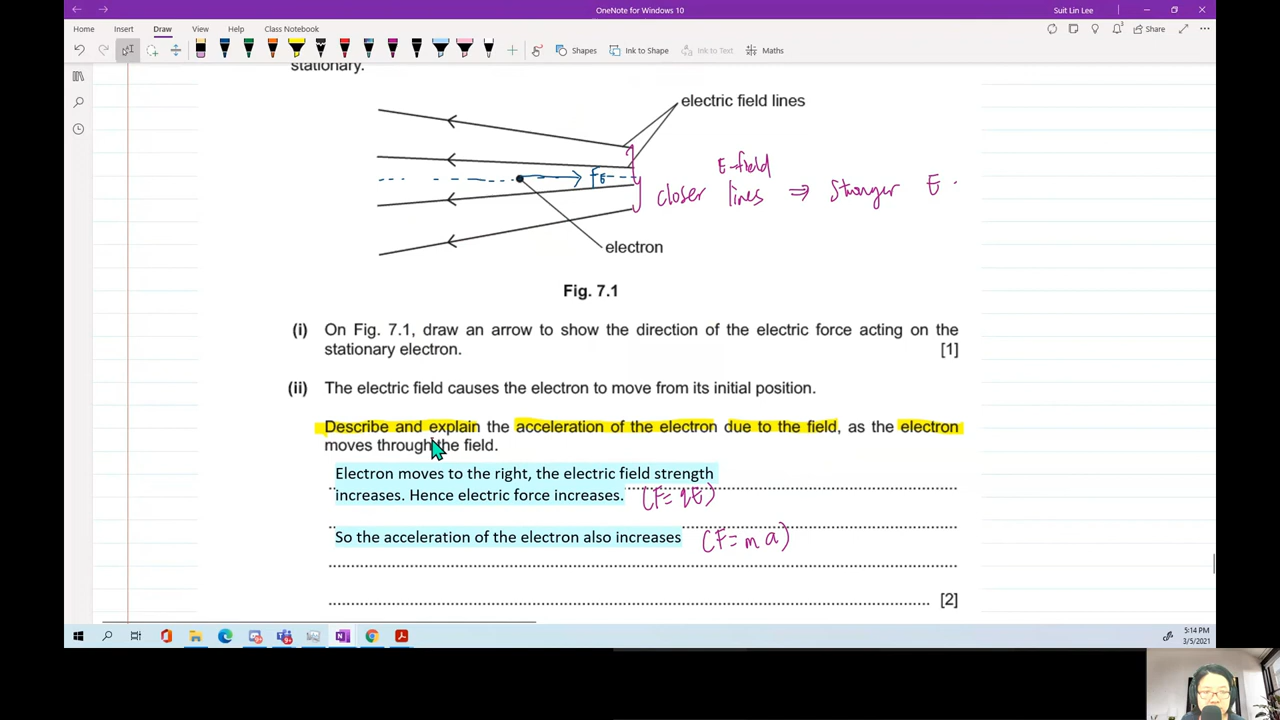 OneNote for Windows 10
Suit Lin Lee
Home Insert Draw View Help Class Notebook
Share
Shapes Ink to Shape Ink to Text Maths
stationary.
electric field lines
E-field
FE
closer lines ⇒ Stronger E.
electron
Fig. 7.1
(i) On Fig. 7.1, draw an arrow to show the direction of the electric force acting on the
stationary electron. [1]
(ii) The electric field causes the electron to move from its initial position.
Describe and explain the acceleration of the electron due to the field, as the electron
moves through the field.
Electron moves to the right, the electric field strength
increases. Hence electric force increases. (F = qE)
So the acceleration of the electron also increases (F = ma)
[2]
5:14 PM
3/5/2021